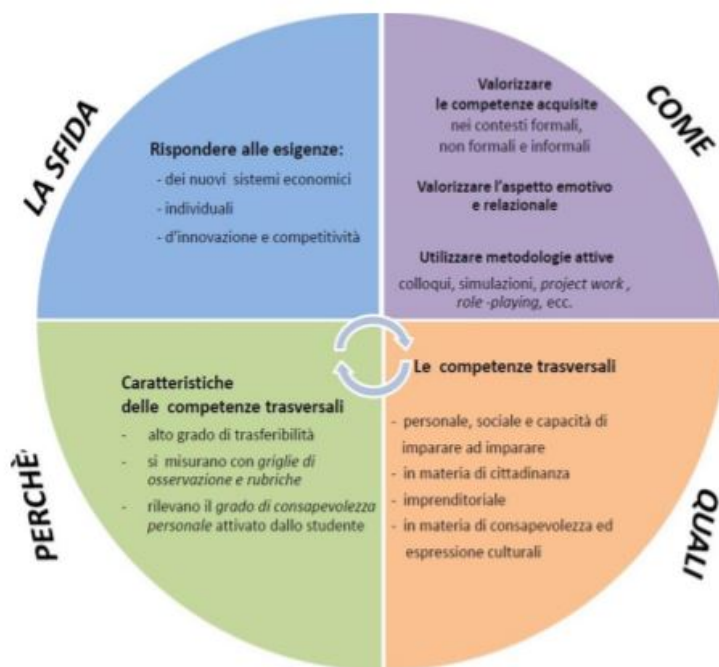 LA SFIDA
Rispondere alle esigenze:
- dei nuovi sistemi economici
- individuali
- d'innovazione e competitività
COME
Valorizzare
le competenze acquisite
nei contesti formali,
non formali e informali
Valorizzare l'aspetto emotivo
e relazionale
Utilizzare metodologie attive
colloqui, simulazioni, project work ,
role -playing, ecc.
PERCHÈ
Caratteristiche
delle competenze trasversali
- alto grado di trasferibilità
- si misurano con griglie di
osservazione e rubriche
- rilevano il grado di consapevolezza
personale attivato dallo studente
QUALI
Le competenze trasversali
- personale, sociale e capacità di
imparare ad imparare
- in materia di cittadinanza
- imprenditoriale
- in materia di consapevolezza ed
espressione culturali